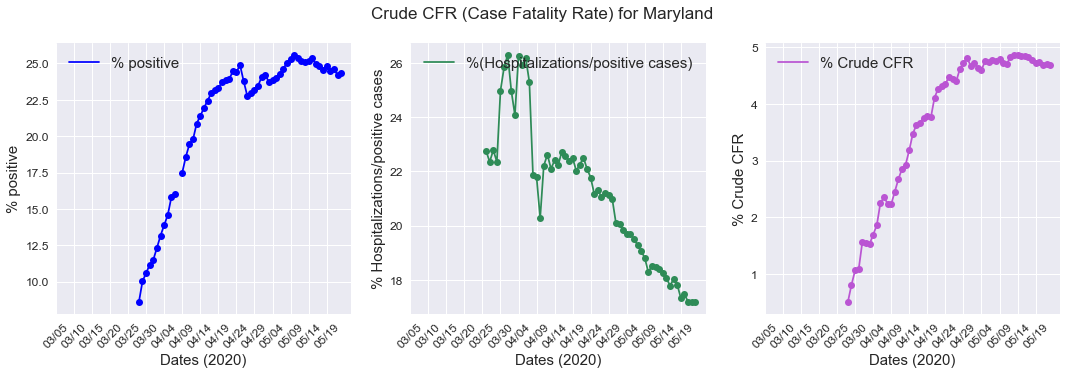 Crude CFR (Case Fatality Rate) for Maryland
% positive
25.0
22.5
20.0
17.5
15.0
12.5
10.0
% positive
03/05 03/10 03/15 03/20 03/25 03/30 04/04 04/09 04/14 04/19 04/24 04/29 05/04 05/09 05/14 05/19
Dates (2020)
%(Hospitalizations/positive cases)
26
24
22
20
18
% Hospitalizations/positive cases
03/05 03/10 03/15 03/20 03/25 03/30 04/04 04/09 04/14 04/19 04/24 04/29 05/04 05/09 05/14 05/19
Dates (2020)
% Crude CFR
5
4
3
2
1
% Crude CFR
03/05 03/10 03/15 03/20 03/25 03/30 04/04 04/09 04/14 04/19 04/24 04/29 05/04 05/09 05/14 05/19
Dates (2020)